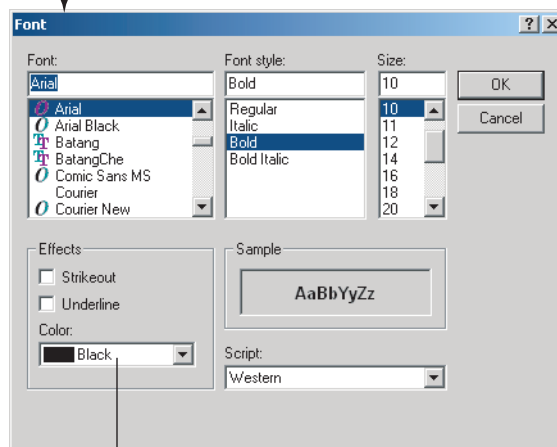 Font
Font:
Arial
Arial
Arial Black
Batang
BatangChe
Comic Sans MS
Courier
Courier New
Font style:
Bold
Regular
Italic
Bold
Bold Italic
Size:
10
10
11
12
14
16
18
20
OK
Cancel
Effects
Strikeout
Underline
Color:
Black
Sample
AaBbYyZz
Script:
Western